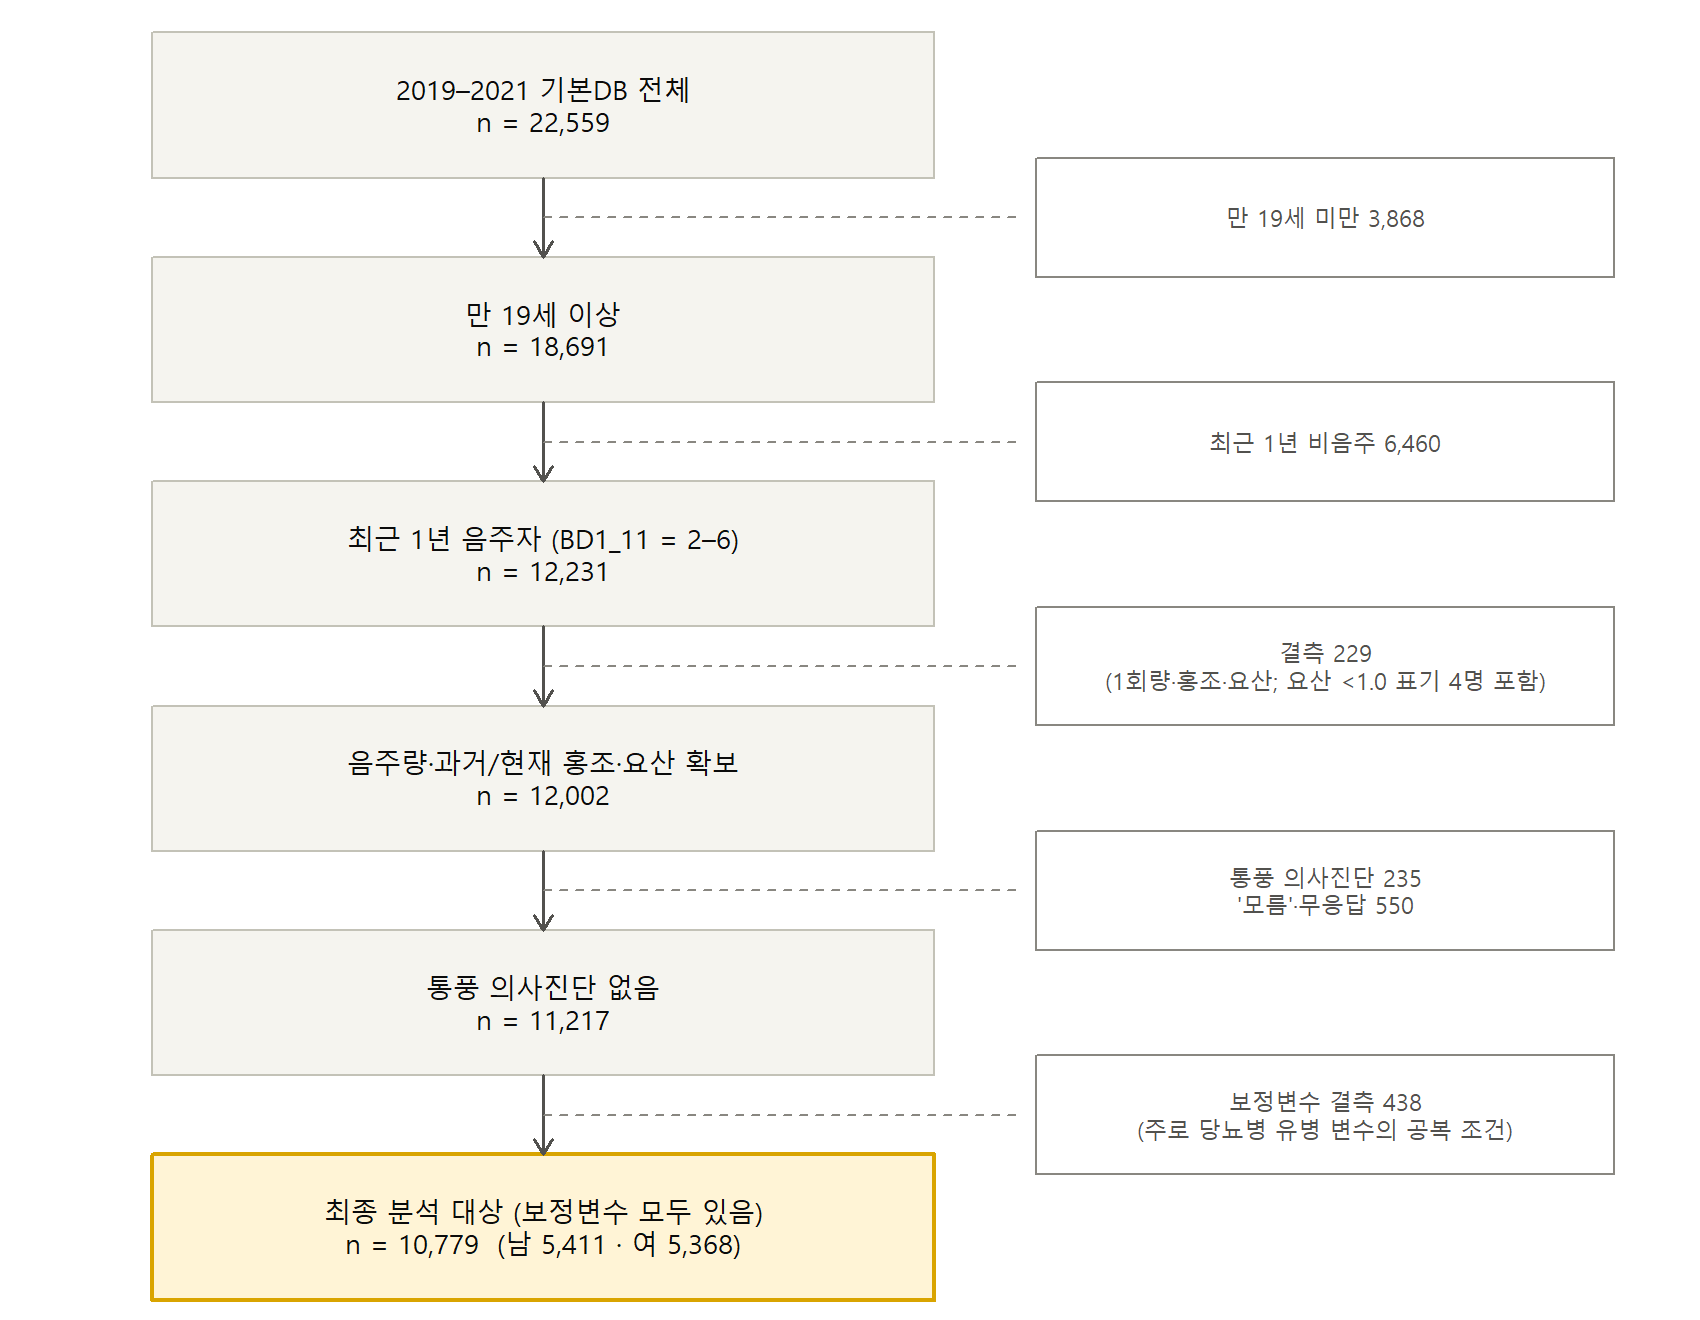 2019–2021 기본DB 전체
n = 22,559
만 19세 미만 3,868
만 19세 이상
n = 18,691
최근 1년 비음주 6,460
최근 1년 음주자 (BD1_11 = 2–6)
n = 12,231
결측 229
(1회량·홍조·요산; 요산 <1.0 표기 4명 포함)
음주량·과거/현재 홍조·요산 확보
n = 12,002
통풍 의사진단 235
'모름'·무응답 550
통풍 의사진단 없음
n = 11,217
보정변수 결측 438
(주로 당뇨병 유병 변수의 공복 조건)
최종 분석 대상 (보정변수 모두 있음)
n = 10,779 (남 5,411 · 여 5,368)